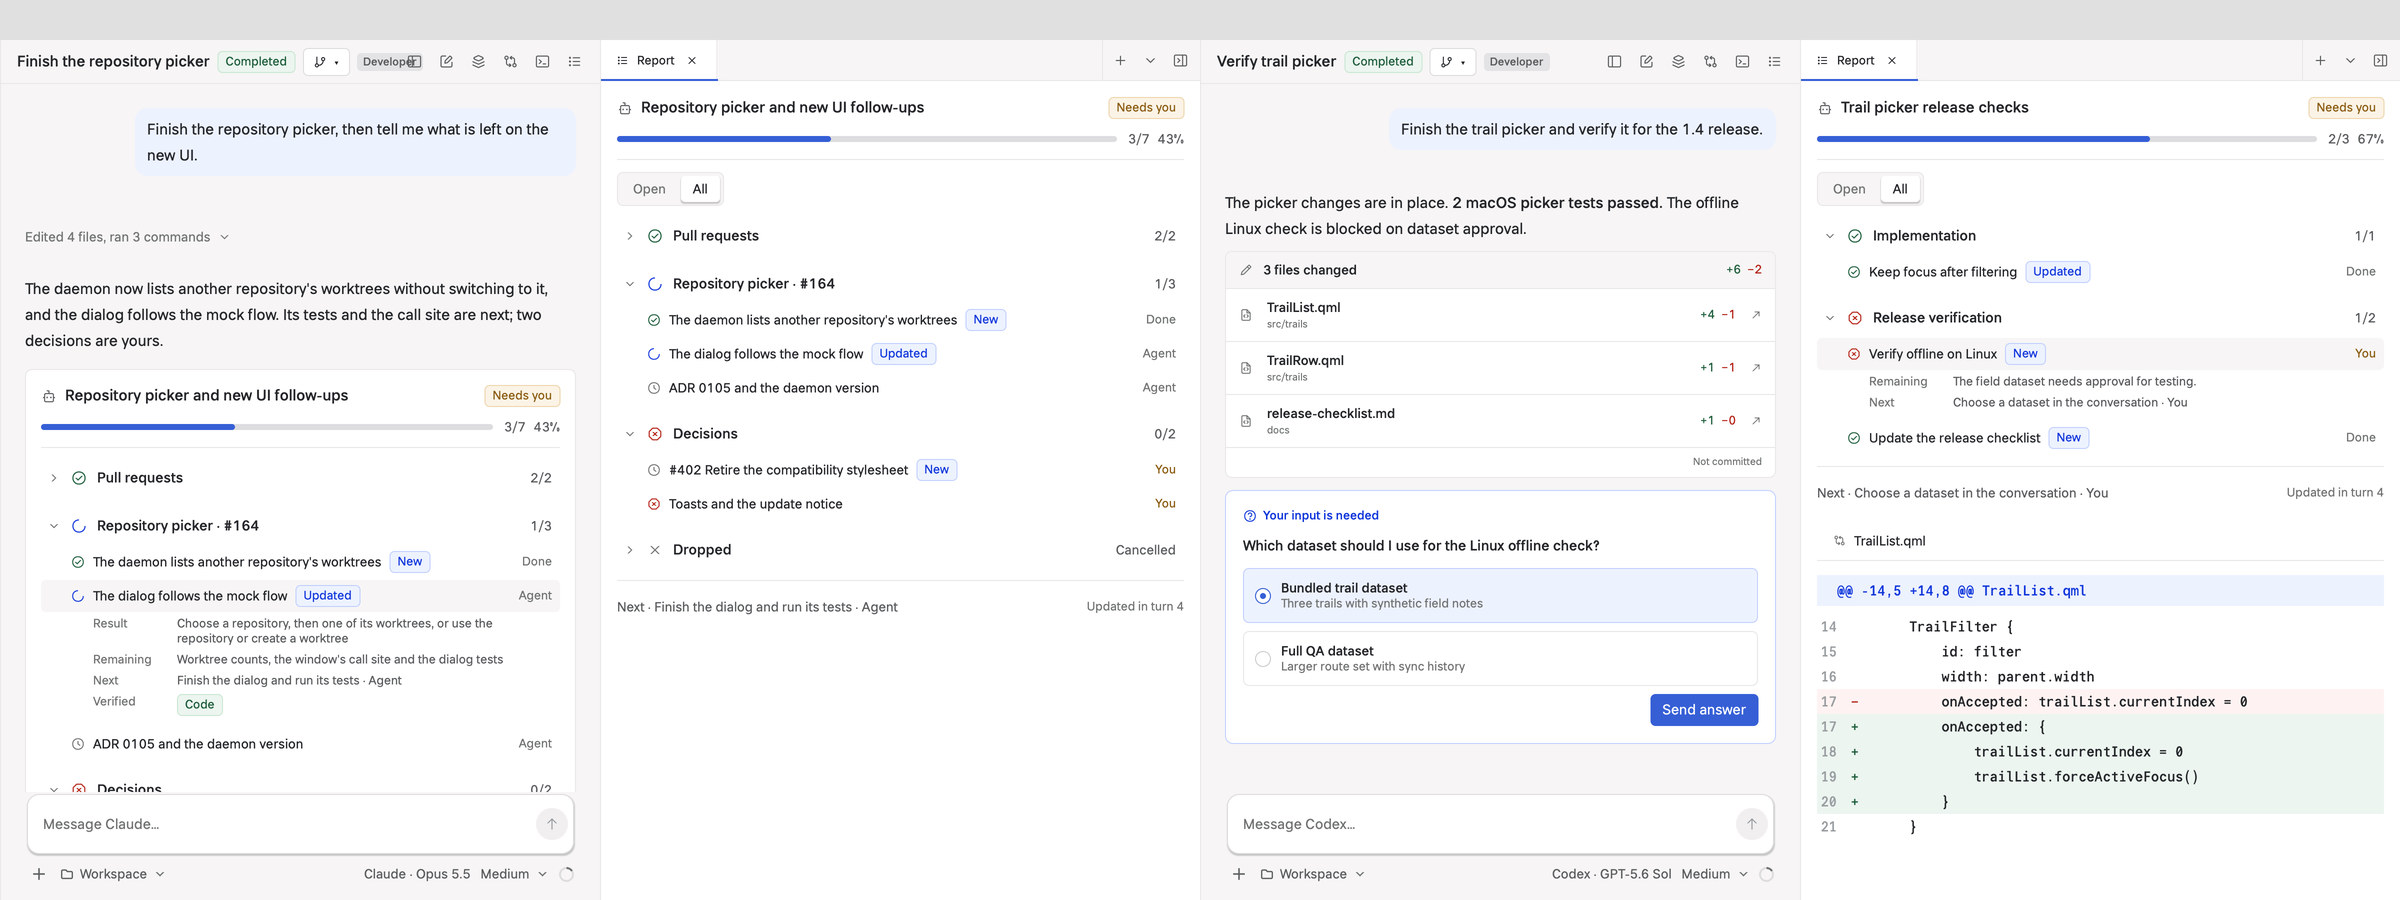 Finish the repository picker
Completed
Developer
Finish the repository picker, then tell me what is left on the
new UI.
Edited 4 files, ran 3 commands
The daemon now lists another repository's worktrees without switching to it,
and the dialog follows the mock flow. Its tests and the call site are next; two
decisions are yours.
Repository picker and new UI follow-ups
Needs you
3/7 43%
Pull requests
2/2
Repository picker · #164
1/3
The daemon lists another repository's worktrees New
Done
The dialog follows the mock flow Updated
Agent
Result Choose a repository, then one of its worktrees, or use the
repository or create a worktree
Remaining Worktree counts, the window's call site and the dialog tests
Next Finish the dialog and run its tests · Agent
Verified Code
ADR 0105 and the daemon version
Agent
Decisions
0/2
Message Claude...
Workspace
Claude · Opus 5.5 Medium
Report
Repository picker and new UI follow-ups
Needs you
3/7 43%
Open All
Pull requests
2/2
Repository picker · #164
1/3
The daemon lists another repository's worktrees New
Done
The dialog follows the mock flow Updated
Agent
ADR 0105 and the daemon version
Agent
Decisions
0/2
#402 Retire the compatibility stylesheet New
You
Toasts and the update notice
You
Dropped
Cancelled
Next · Finish the dialog and run its tests · Agent
Updated in turn 4
Verify trail picker
Completed
Developer
Finish the trail picker and verify it for the 1.4 release.
The picker changes are in place. 2 macOS picker tests passed. The offline
Linux check is blocked on dataset approval.
3 files changed
+6 −2
TrailList.qml
src/trails
+4 −1
TrailRow.qml
src/trails
+1 −1
release-checklist.md
docs
+1 −0
Not committed
Your input is needed
Which dataset should I use for the Linux offline check?
Bundled trail dataset
Three trails with synthetic field notes
Full QA dataset
Larger route set with sync history
Send answer
Message Codex...
Workspace
Codex · GPT-5.6 Sol Medium
Report
Trail picker release checks
Needs you
2/3 67%
Open All
Implementation
1/1
Keep focus after filtering Updated
Done
Release verification
1/2
Verify offline on Linux New
You
Remaining The field dataset needs approval for testing.
Next Choose a dataset in the conversation · You
Update the release checklist New
Done
Next · Choose a dataset in the conversation · You
Updated in turn 4
TrailList.qml
@@ -14,5 +14,8 @@ TrailList.qml
14 TrailFilter {
15 id: filter
16 width: parent.width
17 − onAccepted: trailList.currentIndex = 0
17 + onAccepted: {
18 + trailList.currentIndex = 0
19 + trailList.forceActiveFocus()
20 + }
21 }